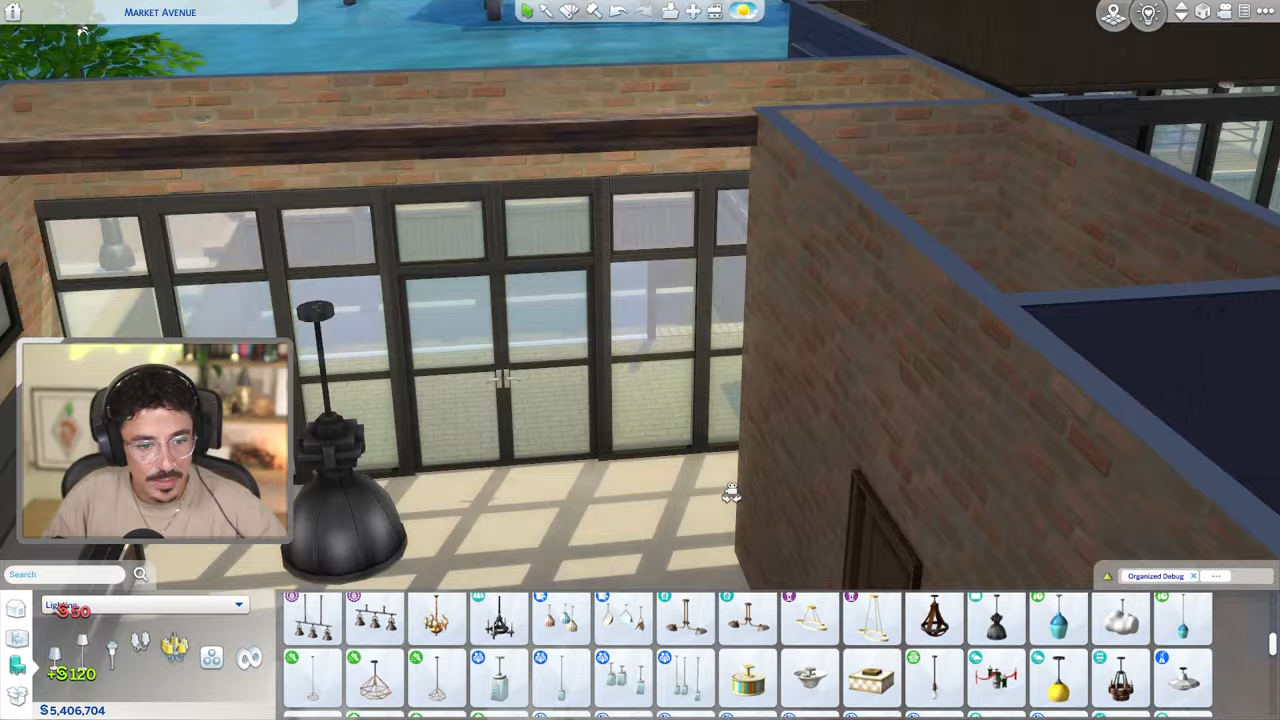 MARKET AVENUE
Search
Organized Debug
Lighting
-$50
+$120
$5,406,704